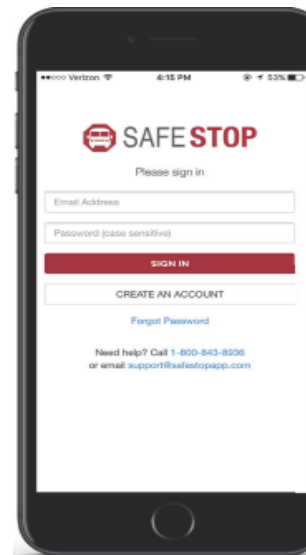 Verizon 4:15 PM 53%
SAFE STOP
Please sign in
Email Address
Password (case sensitive)
SIGN IN
CREATE AN ACCOUNT
Forgot Password
Need help? Call 1-800-843-8936
or email support@safestopapp.com